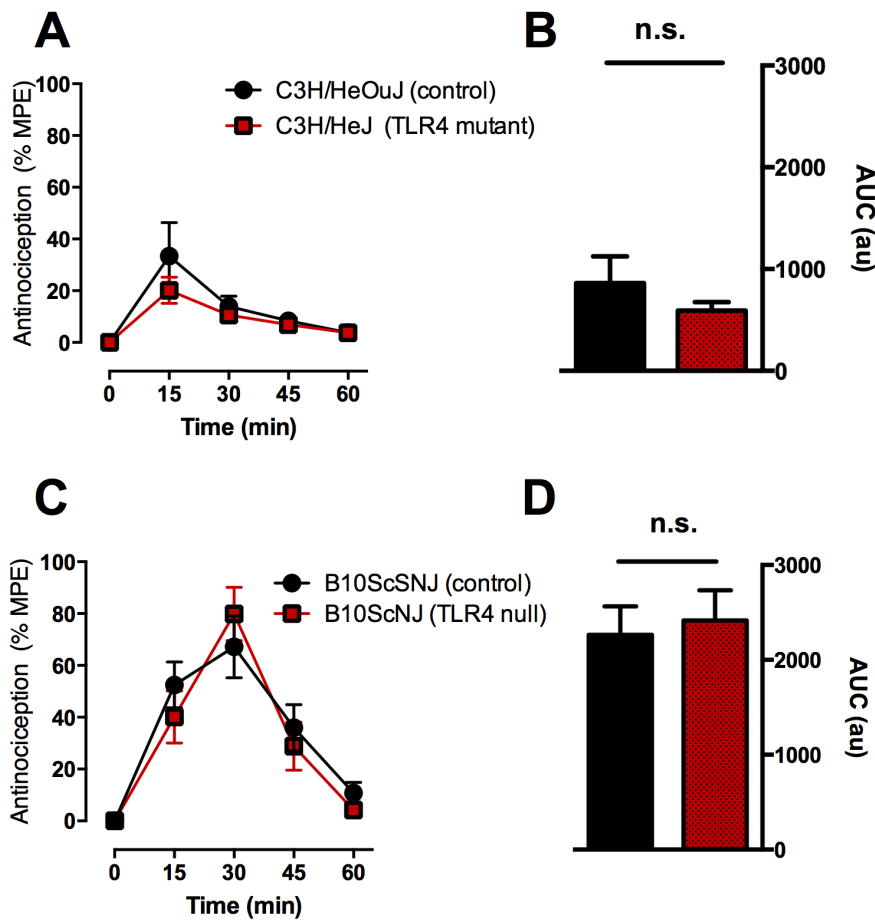 A
Antinociception (% MPE)
100
80
60
40
20
0
C3H/HeOuJ (control)
C3H/HeJ (TLR4 mutant)
0 15 30 45 60
Time (min)
B
n.s.
3000
2000
1000
0
AUC (au)
C
Antinociception (% MPE)
100
80
60
40
20
0
B10ScSNJ (control)
B10ScNJ (TLR4 null)
0 15 30 45 60
Time (min)
D
n.s.
3000
2000
1000
0
AUC (au)